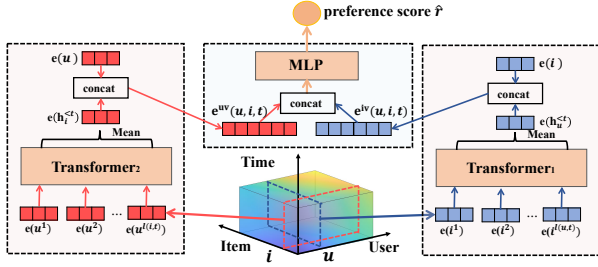 preference score r̂
e(u)
concat
e(h_i^{<t})
Mean
Transformer₂
e(u¹) e(u²) ... e(u^{l(i,t)})
MLP
concat
e^{uv}(u, i, t) e^{iv}(u, i, t)
Time
Item
i
u
User
e(i)
concat
e(h_u^{<t})
Mean
Transformer₁
e(i¹) e(i²) ... e(i^{l(u,t)})